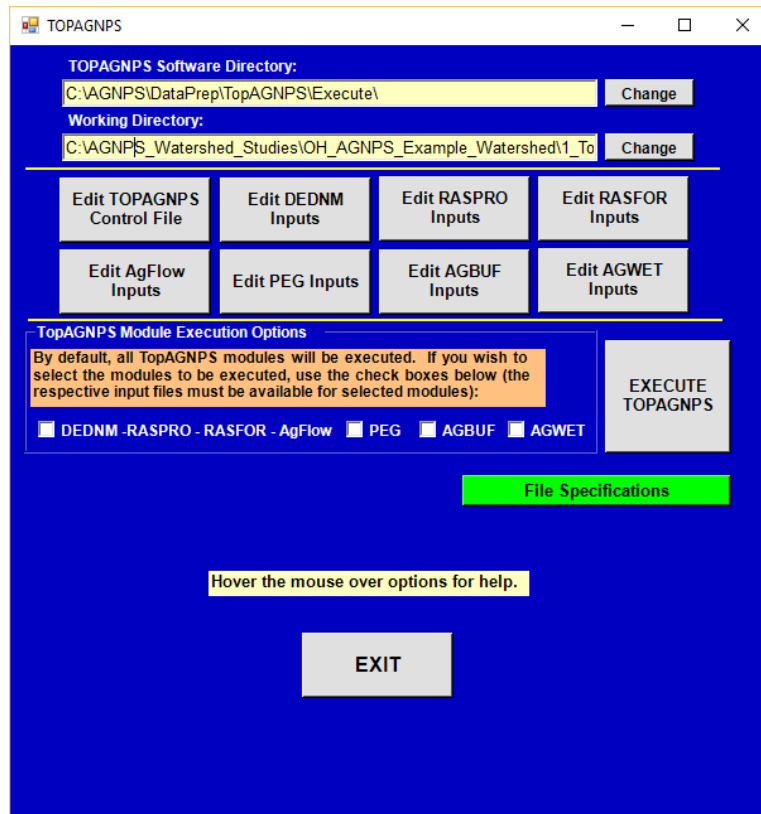 TOPAGNPS
TOPAGNPS Software Directory:
C:\AGNPS\DataPrep\TopAGNPS\Execute\
Change
Working Directory:
C:\AGNPS_Watershed_Studies\OH_AGNPS_Example_Watershed\1_To
Change
Edit TOPAGNPS
Control File
Edit DEDNM
Inputs
Edit RASPRO
Inputs
Edit RASFOR
Inputs
Edit AgFlow
Inputs
Edit PEG Inputs
Edit AGBUF
Inputs
Edit AGWET
Inputs
TopAGNPS Module Execution Options
By default, all TopAGNPS modules will be executed. If you wish to
select the modules to be executed, use the check boxes below (the
respective input files must be available for selected modules):
DEDNM -RASPRO - RASFOR - AgFlow
PEG
AGBUF
AGWET
EXECUTE
TOPAGNPS
File Specifications
Hover the mouse over options for help.
EXIT